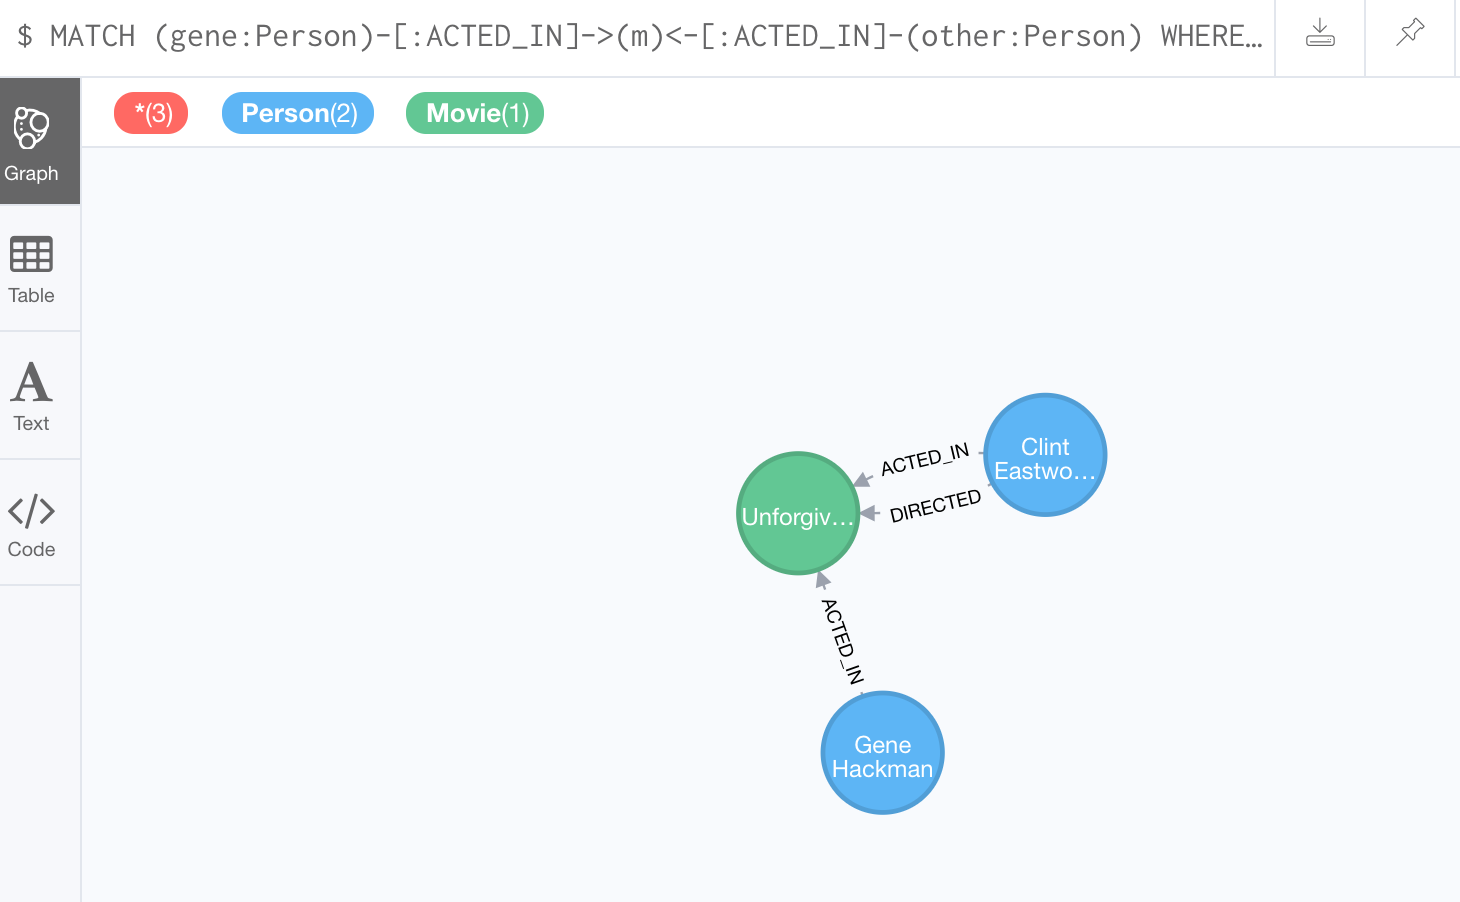 $ MATCH (gene:Person)-[:ACTED_IN]->(m)<-[:ACTED_IN]-(other:Person) WHERE…
*(3) Person(2) Movie(1)
Graph
Table
A
Text
</>
Code
ACTED_IN
Clint
Eastwo…
DIRECTED
Unforgiv…
ACTED_IN
Gene
Hackman